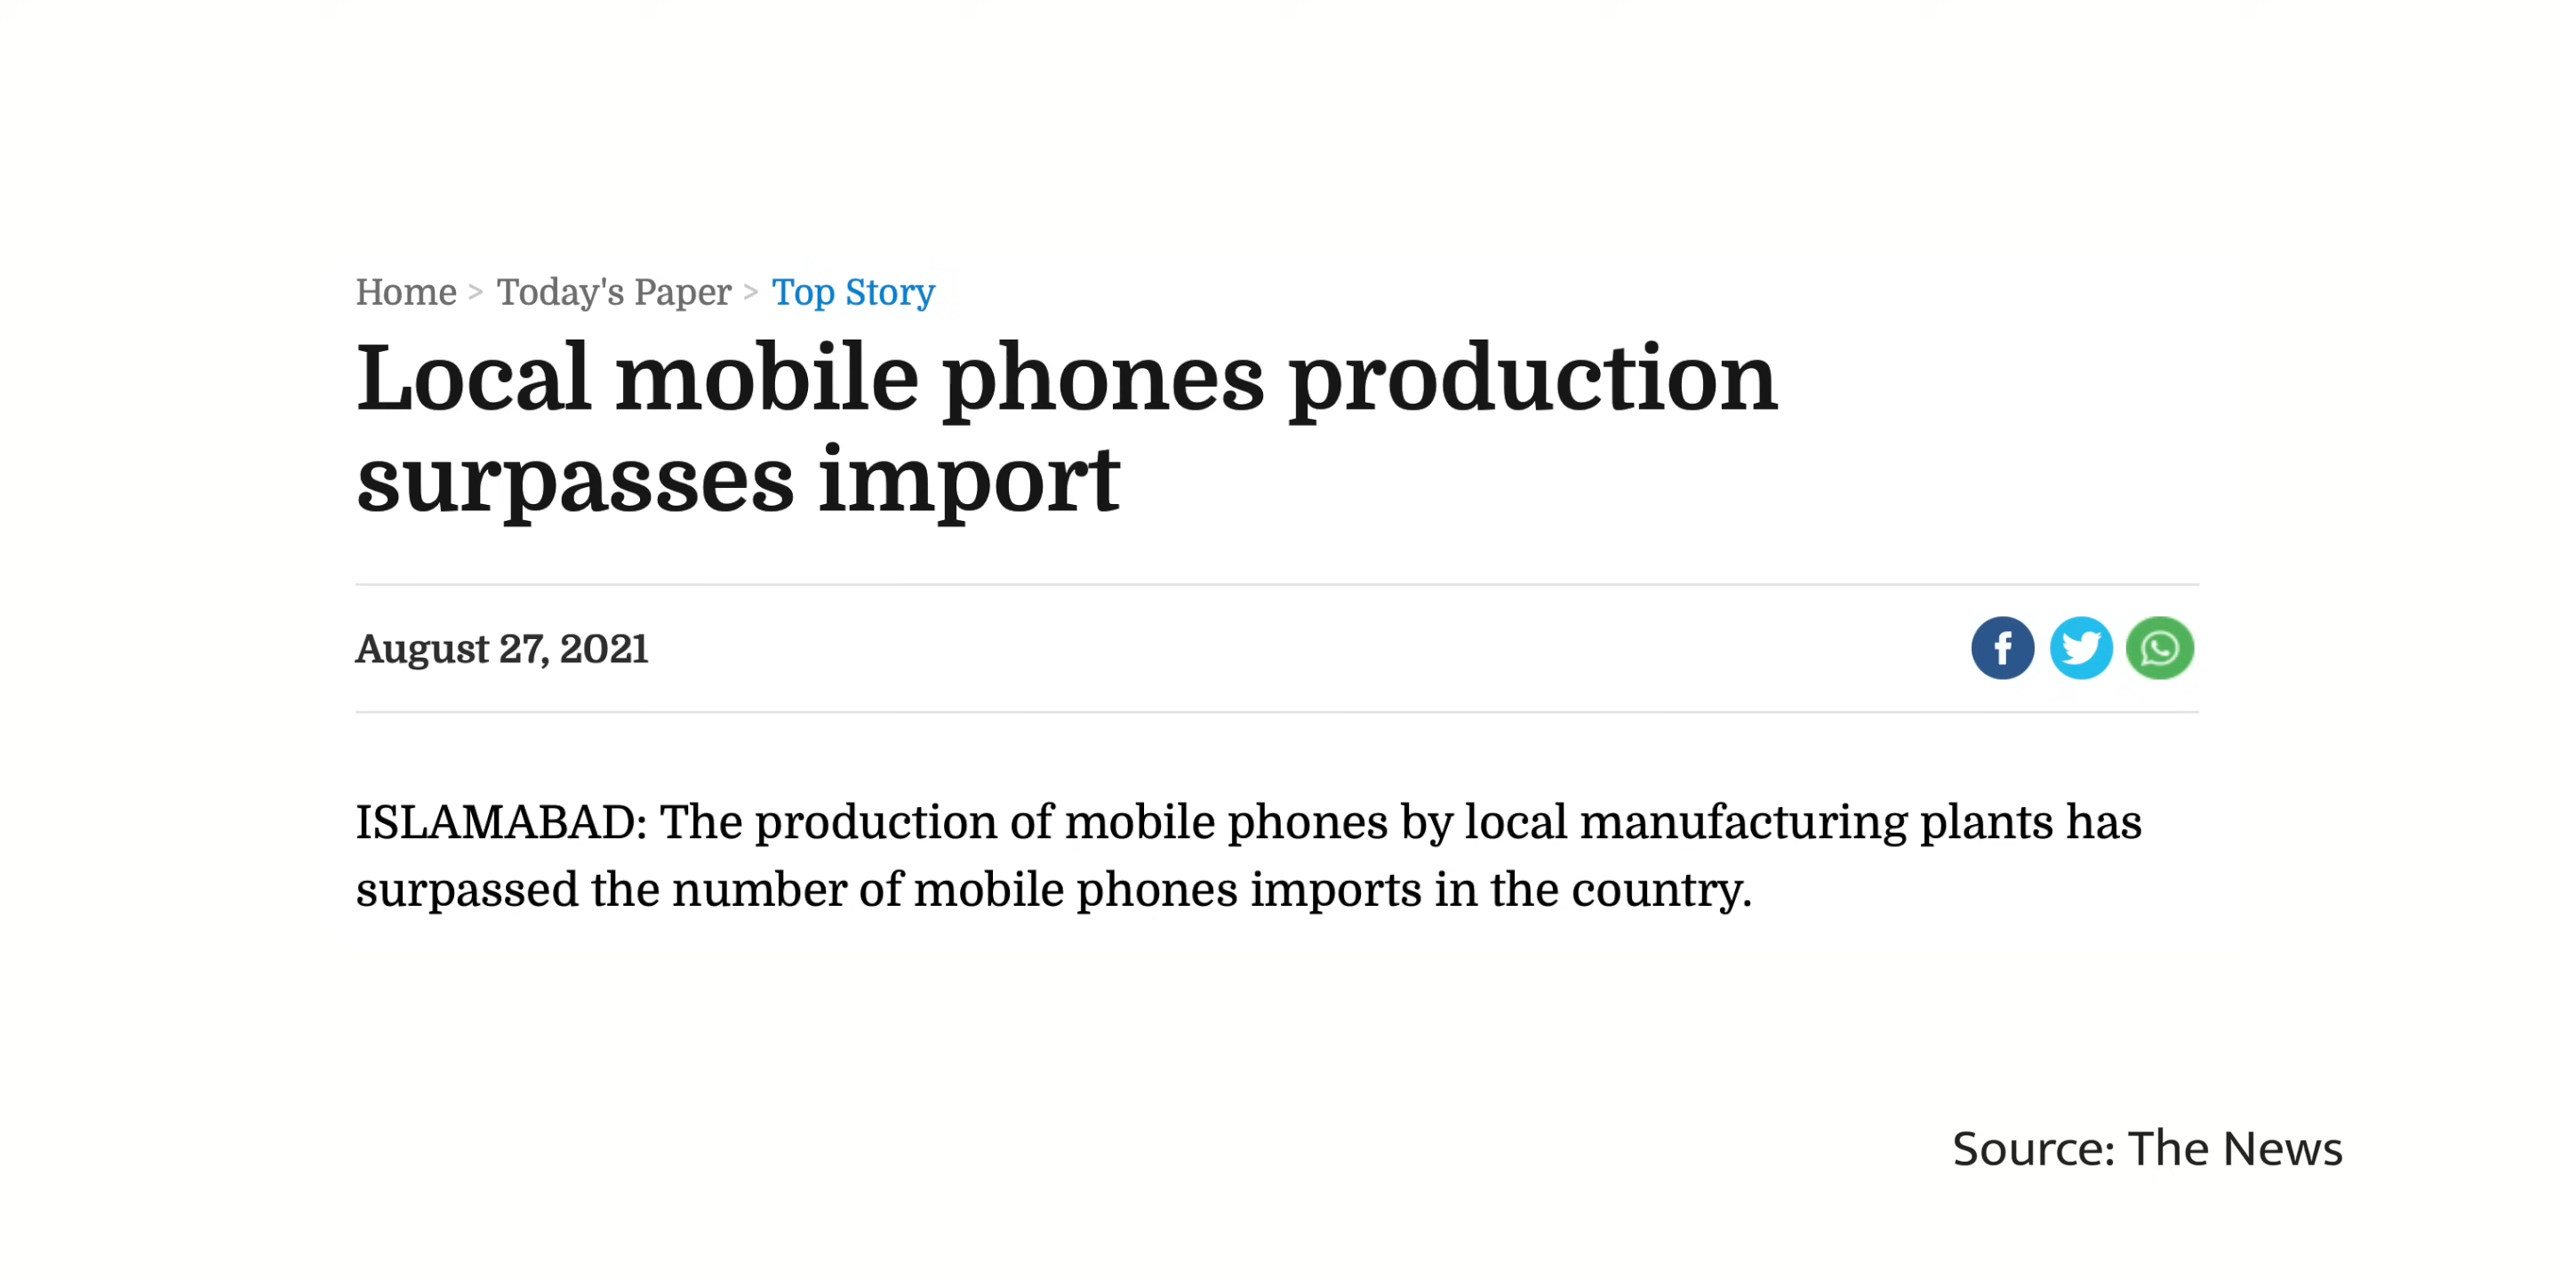 Home > Today's Paper > Top Story
Local mobile phones production
surpasses import
August 27, 2021
ISLAMABAD: The production of mobile phones by local manufacturing plants has
surpassed the number of mobile phones imports in the country.
Source: The News